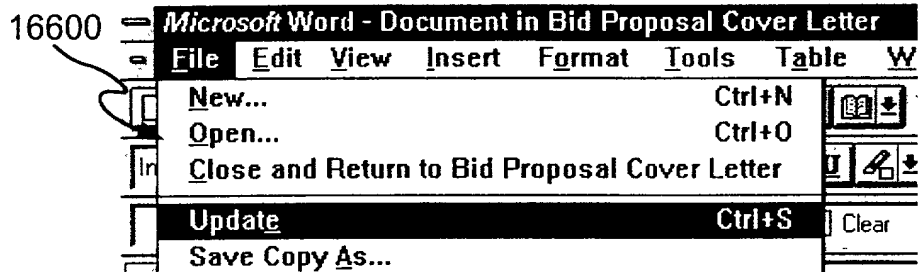 16600
Microsoft Word - Document in Bid Proposal Cover Letter
File Edit View Insert Format Tools Table W
New... Ctrl+N
Open... Ctrl+O
Close and Return to Bid Proposal Cover Letter
In
Update Ctrl+S
Clear
Save Copy As...